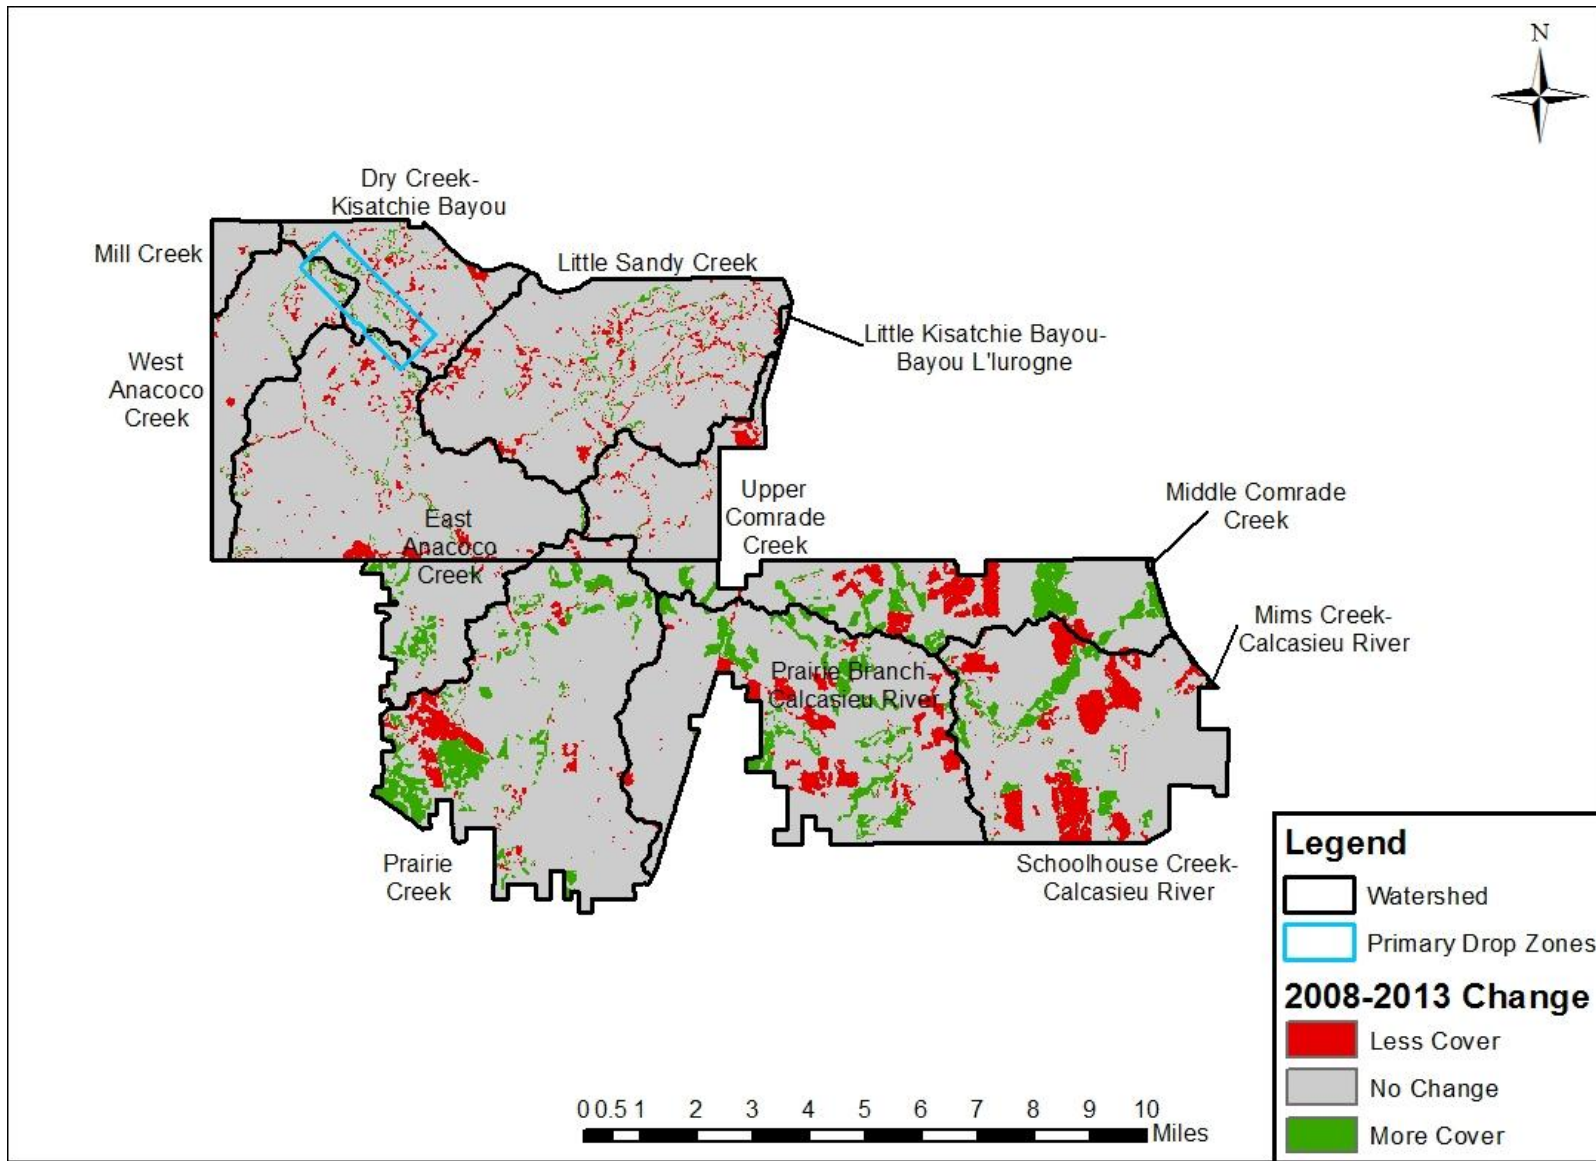 N
Dry Creek-
Kisatchie Bayou
Mill Creek
Little Sandy Creek
Little Kisatchie Bayou-
Bayou L'lurogne
West
Anacoco
Creek
Upper
Comrade
Creek
Middle Comrade
Creek
East
Anacoco
Creek
Mims Creek-
Calcasieu River
Prairie Branch-
Calcasieu River
Prairie
Creek
Schoolhouse Creek-
Calcasieu River
Legend
Watershed
Primary Drop Zones
2008-2013 Change
Less Cover
No Change
More Cover
0 0.5 1 2 3 4 5 6 7 8 9 10
Miles